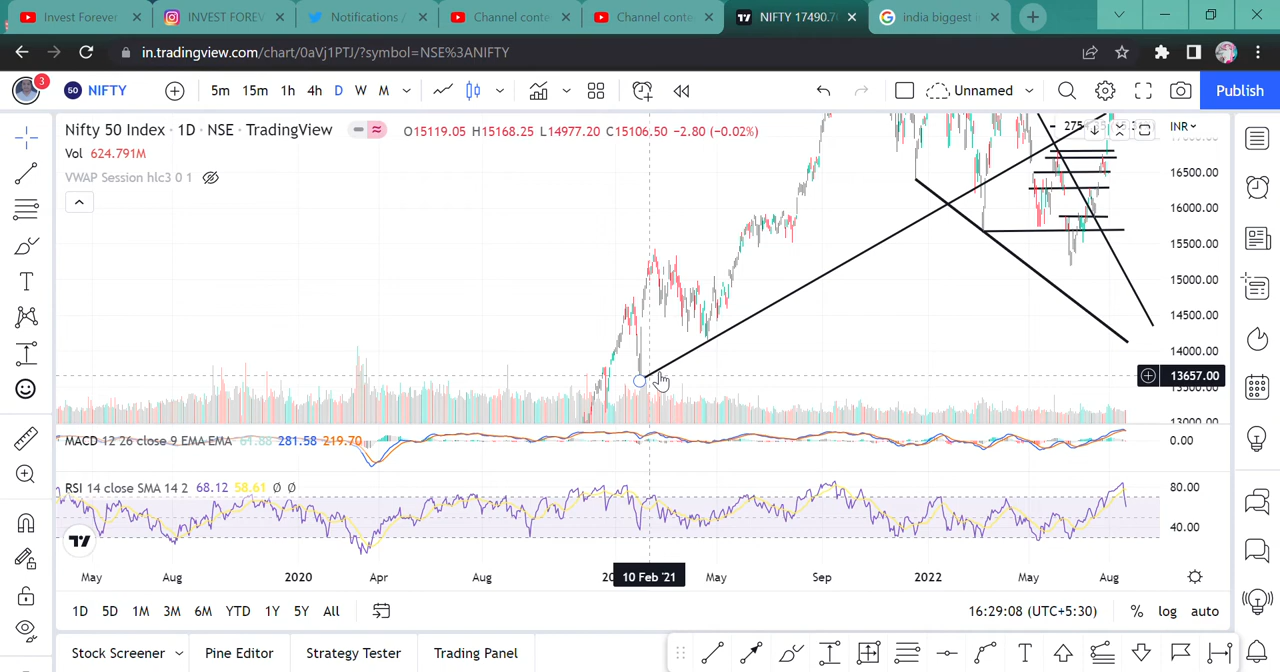 Invest Forever
INVEST FOREV
Notifications /
Channel conte
Channel conte
NIFTY 17490.7
india biggest i
in.tradingview.com/chart/0aVj1PTJ/?symbol=NSE%3ANIFTY
3
50 NIFTY 5m 15m 1h 4h D W M Unnamed Publish
Nifty 50 Index · 1D · NSE · TradingView O15119.05 H15168.25 L14977.20 C15106.50 −2.80 (−0.02%) INR
Vol 624.791M
VWAP Session hlc3 0 1
16500.00
16000.00
15500.00
15000.00
14500.00
14000.00
13657.00
MACD 12 26 close 9 EMA EMA 61.88 281.58 219.70 0.00
RSI 14 close SMA 14 2 68.12 58.61 Ø Ø 80.00
40.00
May Aug 2020 Apr Aug 10 Feb '21 May Sep 2022 May Aug
1D 5D 1M 3M 6M YTD 1Y 5Y All 16:29:08 (UTC+5:30) % log auto
Stock Screener Pine Editor Strategy Tester Trading Panel